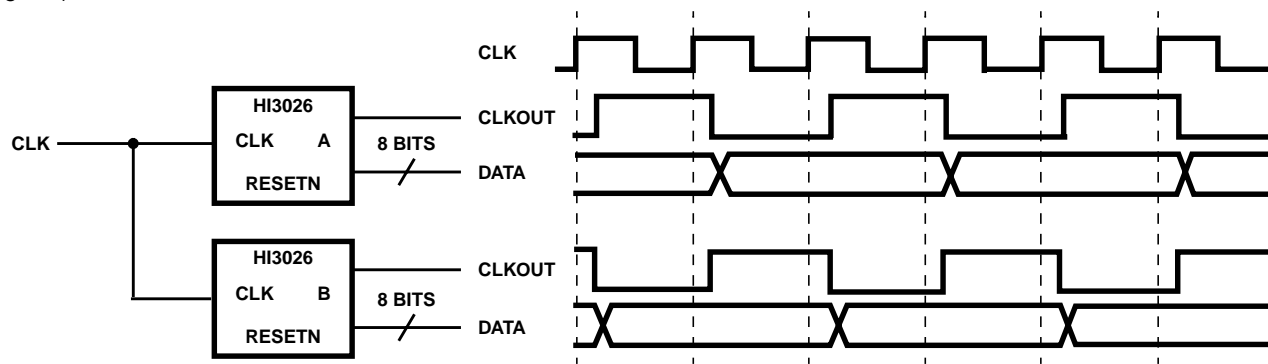 CLK
HI3026
CLK A
RESETN
8 BITS
HI3026
CLK B
RESETN
8 BITS
CLK
CLKOUT
DATA
CLKOUT
DATA